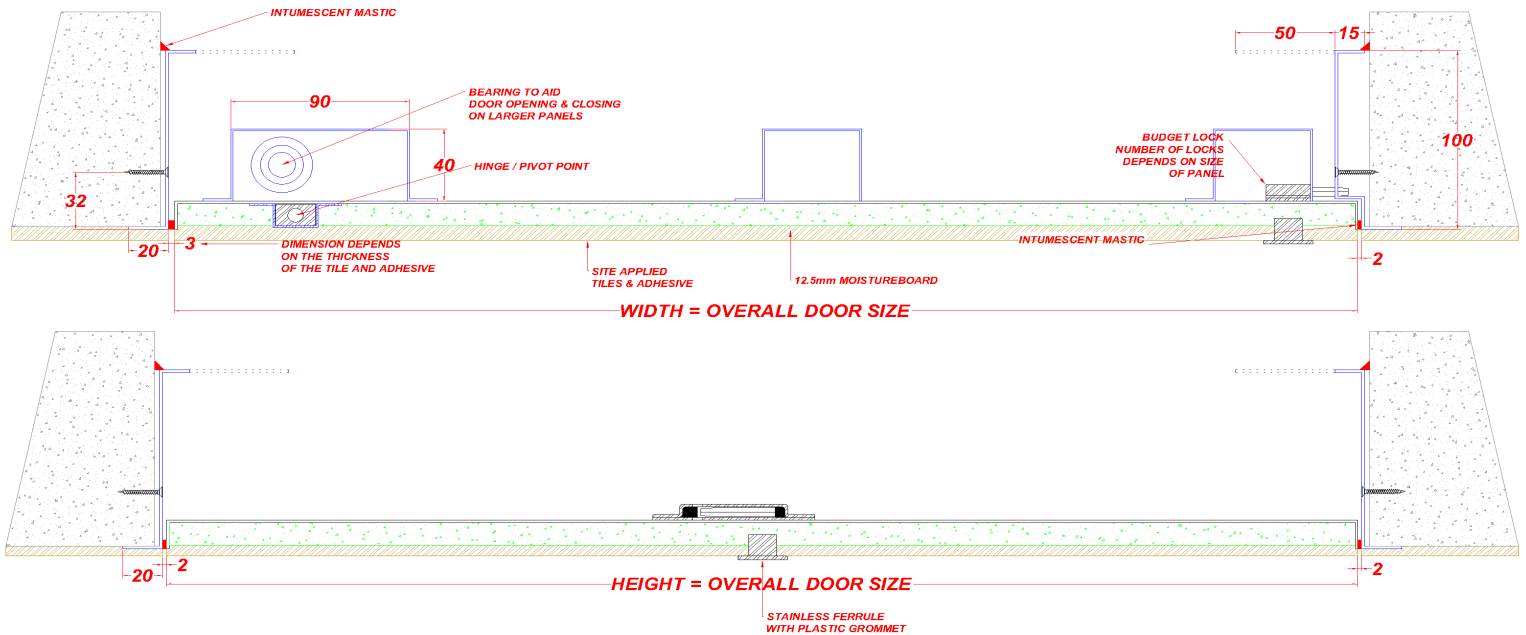 INTUMESCENT MASTIC
50
15
90
BEARING TO AID
DOOR OPENING & CLOSING
ON LARGER PANELS
BUDGET LOCK
NUMBER OF LOCKS
DEPENDS ON SIZE
OF PANEL
100
40
HINGE / PIVOT POINT
32
20
3
DIMENSION DEPENDS
ON THE THICKNESS
OF THE TILE AND ADHESIVE
INTUMESCENT MASTIC
2
SITE APPLIED
TILES & ADHESIVE
12.5mm MOISTUREBOARD
WIDTH = OVERALL DOOR SIZE
20
2
2
HEIGHT = OVERALL DOOR SIZE
STAINLESS FERRULE
WITH PLASTIC GROMMET